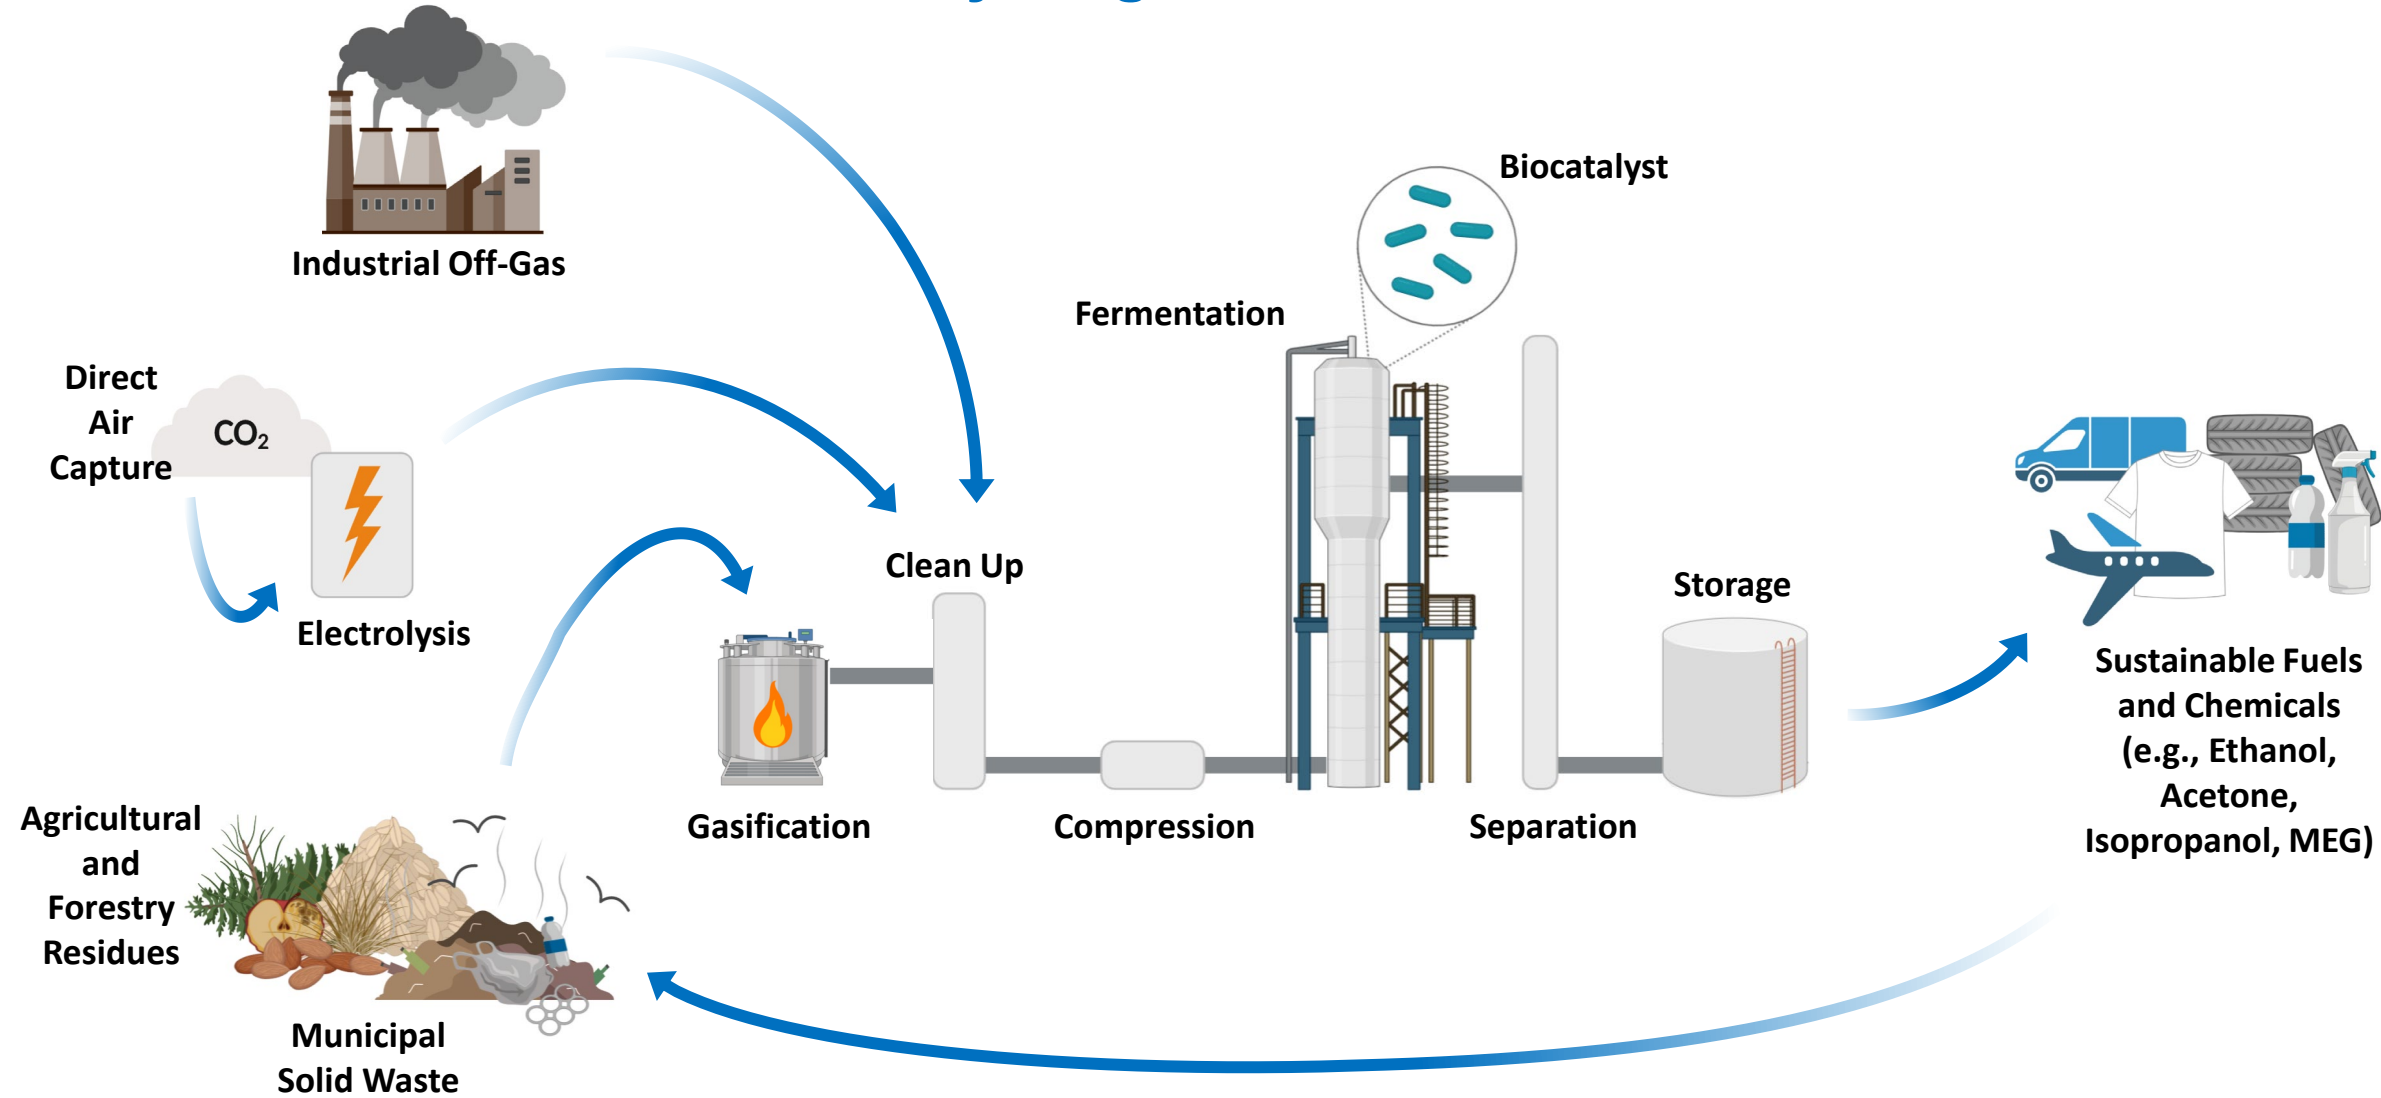 Industrial Off-Gas
Direct
Air
Capture
CO₂
Electrolysis
Agricultural
and
Forestry
Residues
Municipal
Solid Waste
Gasification
Clean Up
Compression
Fermentation
Biocatalyst
Separation
Storage
Sustainable Fuels
and Chemicals
(e.g., Ethanol,
Acetone,
Isopropanol, MEG)